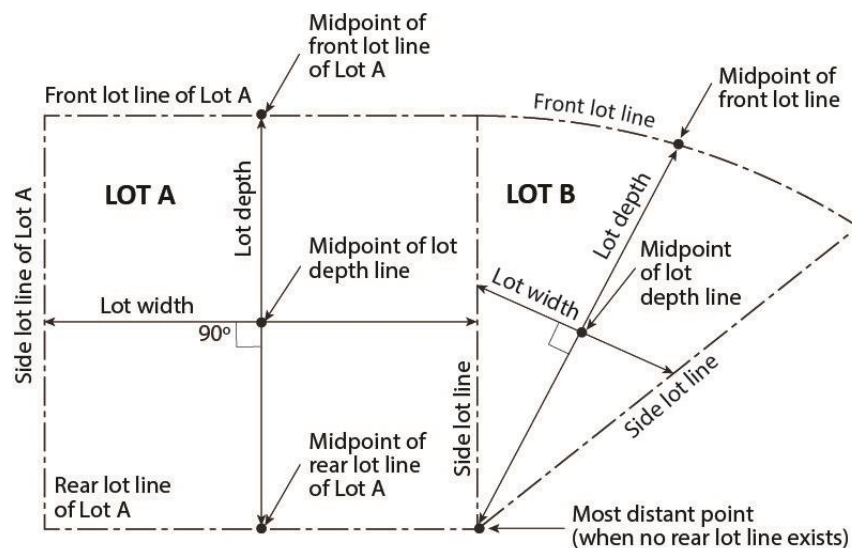 Midpoint of
front lot line
of Lot A
Front lot line of Lot A
Front lot line
Midpoint of
front lot line
LOT A
LOT B
Side lot line of Lot A
Lot depth
Lot depth
Midpoint of lot
depth line
Midpoint
of lot
depth line
Lot width
Lot width
90º
Side lot line
Side lot line
Midpoint of
rear lot line
of Lot A
Rear lot line
of Lot A
Most distant point
(when no rear lot line exists)